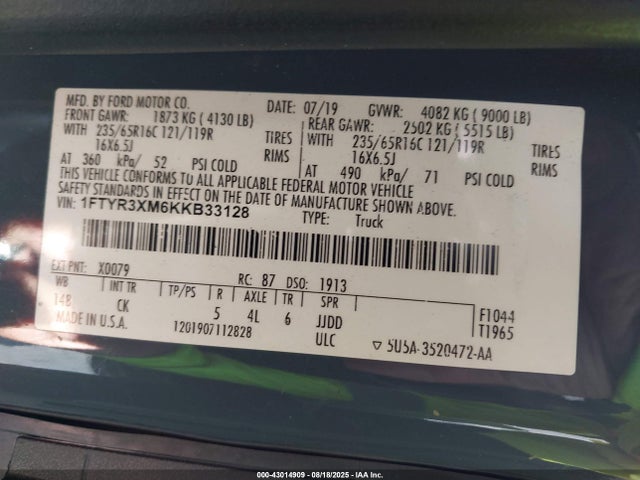 MFD. BY FORD MOTOR CO. DATE: 07/19 GVWR: 4082 KG ( 9000 LB)
FRONT GAWR: 1873 KG ( 4130 LB) REAR GAWR: 2502 KG ( 5515 LB)
WITH 235/65R16C 121/119R TIRES WITH 235/65R16C 121/119R TIRES
16X6.5J RIMS 16X6.5J RIMS
AT 360 kPa/ 52 PSI COLD AT 490 kPa/ 71 PSI COLD
THIS VEHICLE CONFORMS TO ALL APPLICABLE FEDERAL MOTOR VEHICLE
SAFETY STANDARDS IN EFFECT ON THE DATE OF MANUFACTURE SHOWN ABOVE.
VIN: 1FTYR3XM6KKB33128 TYPE: Truck
EXT PNT: X0079 RC: 87 DSO: 1913
WB INT TR TP/PS R AXLE TR SPR F1044
148 CK 5 4L 6 JJDD T1965
MADE IN U.S.A. 1201907112828 ULC ▽ 5U5A-3520472-AA
000-43014909 - 08/18/2025 - IAA Inc.